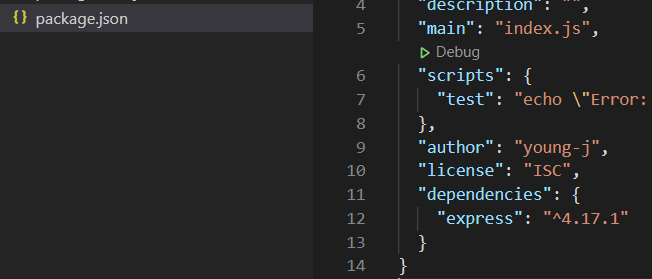 {} package.json
4 "description": "",
5 "main": "index.js",
Debug
6 "scripts": {
7 "test": "echo \"Error:
8 },
9 "author": "young-j",
10 "license": "ISC",
11 "dependencies": {
12 "express": "^4.17.1"
13 }
14 }